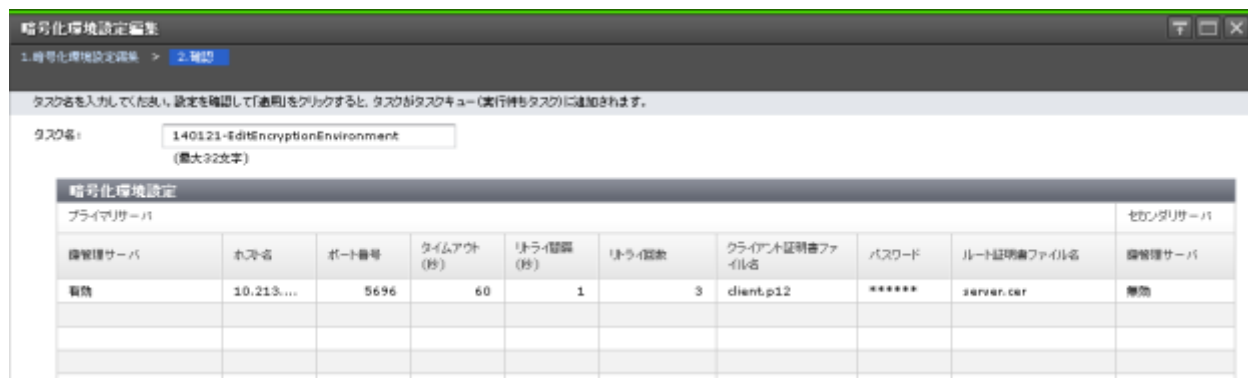 暗号化環境設定編集
1.暗号化環境設定編集 > 2.確認
タスク名を入力してください。設定を確認して「適用」をクリックすると、タスクがタスクキュー(実行待ちタスク)に追加されます。
タスク名: 140121-EditEncryptionEnvironment
(最大32文字)
暗号化環境設定
プライマリサーバ セカンダリサーバ
鍵管理サーバ ホスト名 ポート番号 タイムアウト(秒) リトライ間隔(秒) リトライ回数 クライアント証明書ファイル名 パスワード ルート証明書ファイル名 鍵管理サーバ
有効 10.213.... 5696 60 1 3 client.p12 ****** server.cer 無効